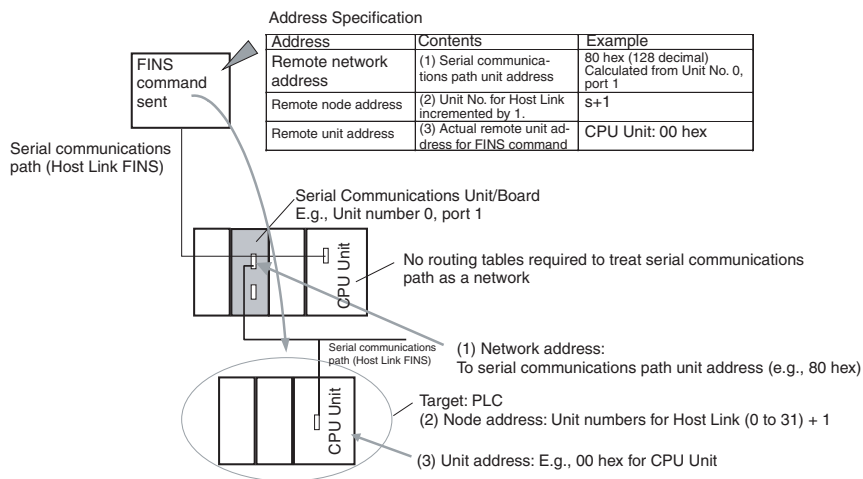 Address Specification
Address Contents Example
Remote network address (1) Serial communica-tions path unit address 80 hex (128 decimal) Calculated from Unit No. 0, port 1
Remote node address (2) Unit No. for Host Link incremented by 1. s+1
Remote unit address (3) Actual remote unit ad-dress for FINS command CPU Unit: 00 hex
FINS
command
sent
Serial communications
path (Host Link FINS)
Serial Communications Unit/Board
E.g., Unit number 0, port 1
CPU Unit
No routing tables required to treat serial communications
path as a network
Serial communications
path (Host Link FINS)
(1) Network address:
To serial communications path unit address (e.g., 80 hex)
CPU Unit
Target: PLC
(2) Node address: Unit numbers for Host Link (0 to 31) + 1
(3) Unit address: E.g., 00 hex for CPU Unit